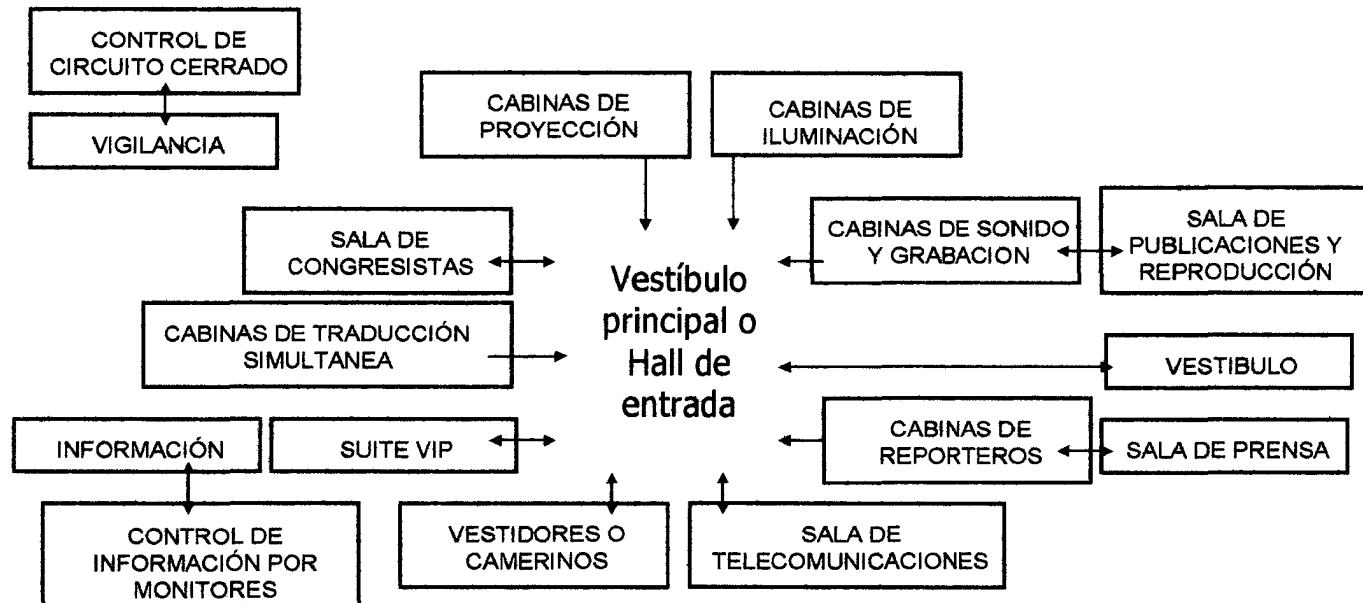 CONTROL DE
CIRCUITO CERRADO
VIGILANCIA
CABINAS DE
PROYECCIÓN
CABINAS DE
ILUMINACIÓN
SALA DE
CONGRESISTAS
CABINAS DE SONIDO
Y GRABACION
SALA DE
PUBLICACIONES Y
REPRODUCCIÓN
Vestíbulo
principal o
Hall de
entrada
CABINAS DE TRADUCCIÓN
SIMULTANEA
VESTIBULO
INFORMACIÓN
SUITE VIP
CABINAS DE
REPORTEROS
SALA DE PRENSA
CONTROL DE
INFORMACIÓN POR
MONITORES
VESTIDORES O
CAMERINOS
SALA DE
TELECOMUNICACIONES